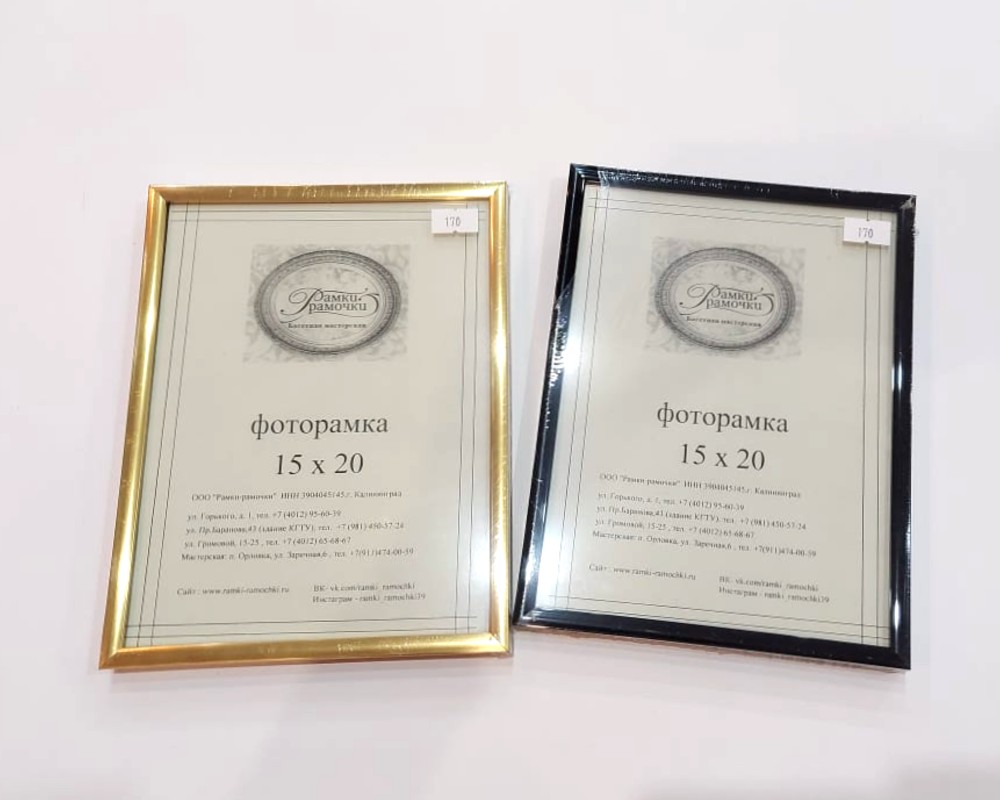 170
Рамки
Рамочки
Багетная мастерская
фоторамка
15 х 20
ООО "Рамки-рамочки" ИНН 3904045145,г. Калининград
ул. Горького, д. 1, тел. +7 (4012) 95-60-39
ул. Пр.Баранова,43 (здание КГТУ), тел. +7 (981) 450-57-24
ул. Громовой, 15-25 , тел. +7 (4012) 65-68-67
Мастерская: п. Орловка, ул. Заречная,6 , тел. +7(911)474-00-59
Сайт : www.ramki-ramochki.ru
ВК- vk.com/ramki_ramochki
Инстаграм - ramki_ramochki39
170
Рамки
Рамочки
Багетная мастерская
фоторамка
15 х 20
ООО "Рамки-рамочки" ИНН 3904045145,г. Калининград
ул. Горького, д. 1, тел. +7 (4012) 95-60-39
ул. Пр.Баранова,43 (здание КГТУ), тел. +7 (981) 450-57-24
ул. Громовой, 15-25 , тел. +7 (4012) 65-68-67
Мастерская: п. Орловка, ул. Заречная,6 , тел. +7(911)474-00-59
Сайт : www.ramki-ramochki.ru
ВК- vk.com/ramki_ramochki
Инстаграм - ramki_ramochki39